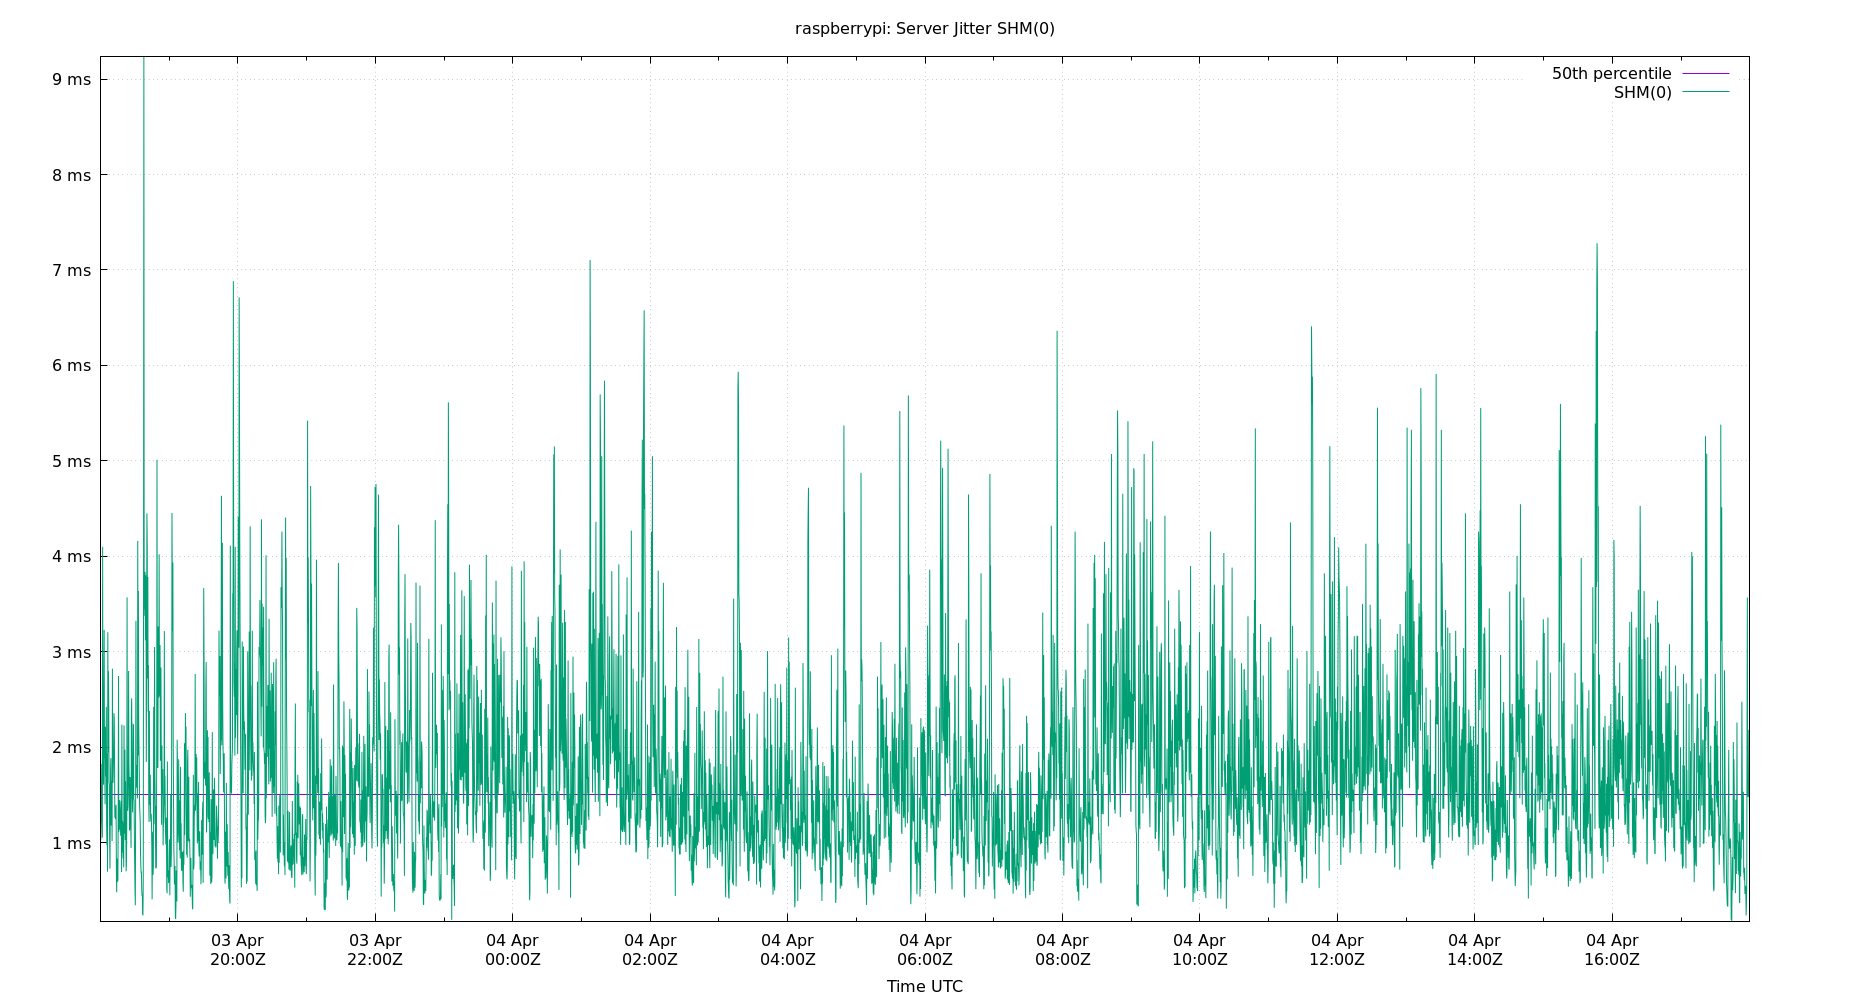 raspberrypi: Server Jitter SHM(0)
50th percentile
SHM(0)
9 ms
8 ms
7 ms
6 ms
5 ms
4 ms
3 ms
2 ms
1 ms
03 Apr 03 Apr 04 Apr 04 Apr 04 Apr 04 Apr 04 Apr 04 Apr 04 Apr 04 Apr 04 Apr
20:00Z 22:00Z 00:00Z 02:00Z 04:00Z 06:00Z 08:00Z 10:00Z 12:00Z 14:00Z 16:00Z
Time UTC